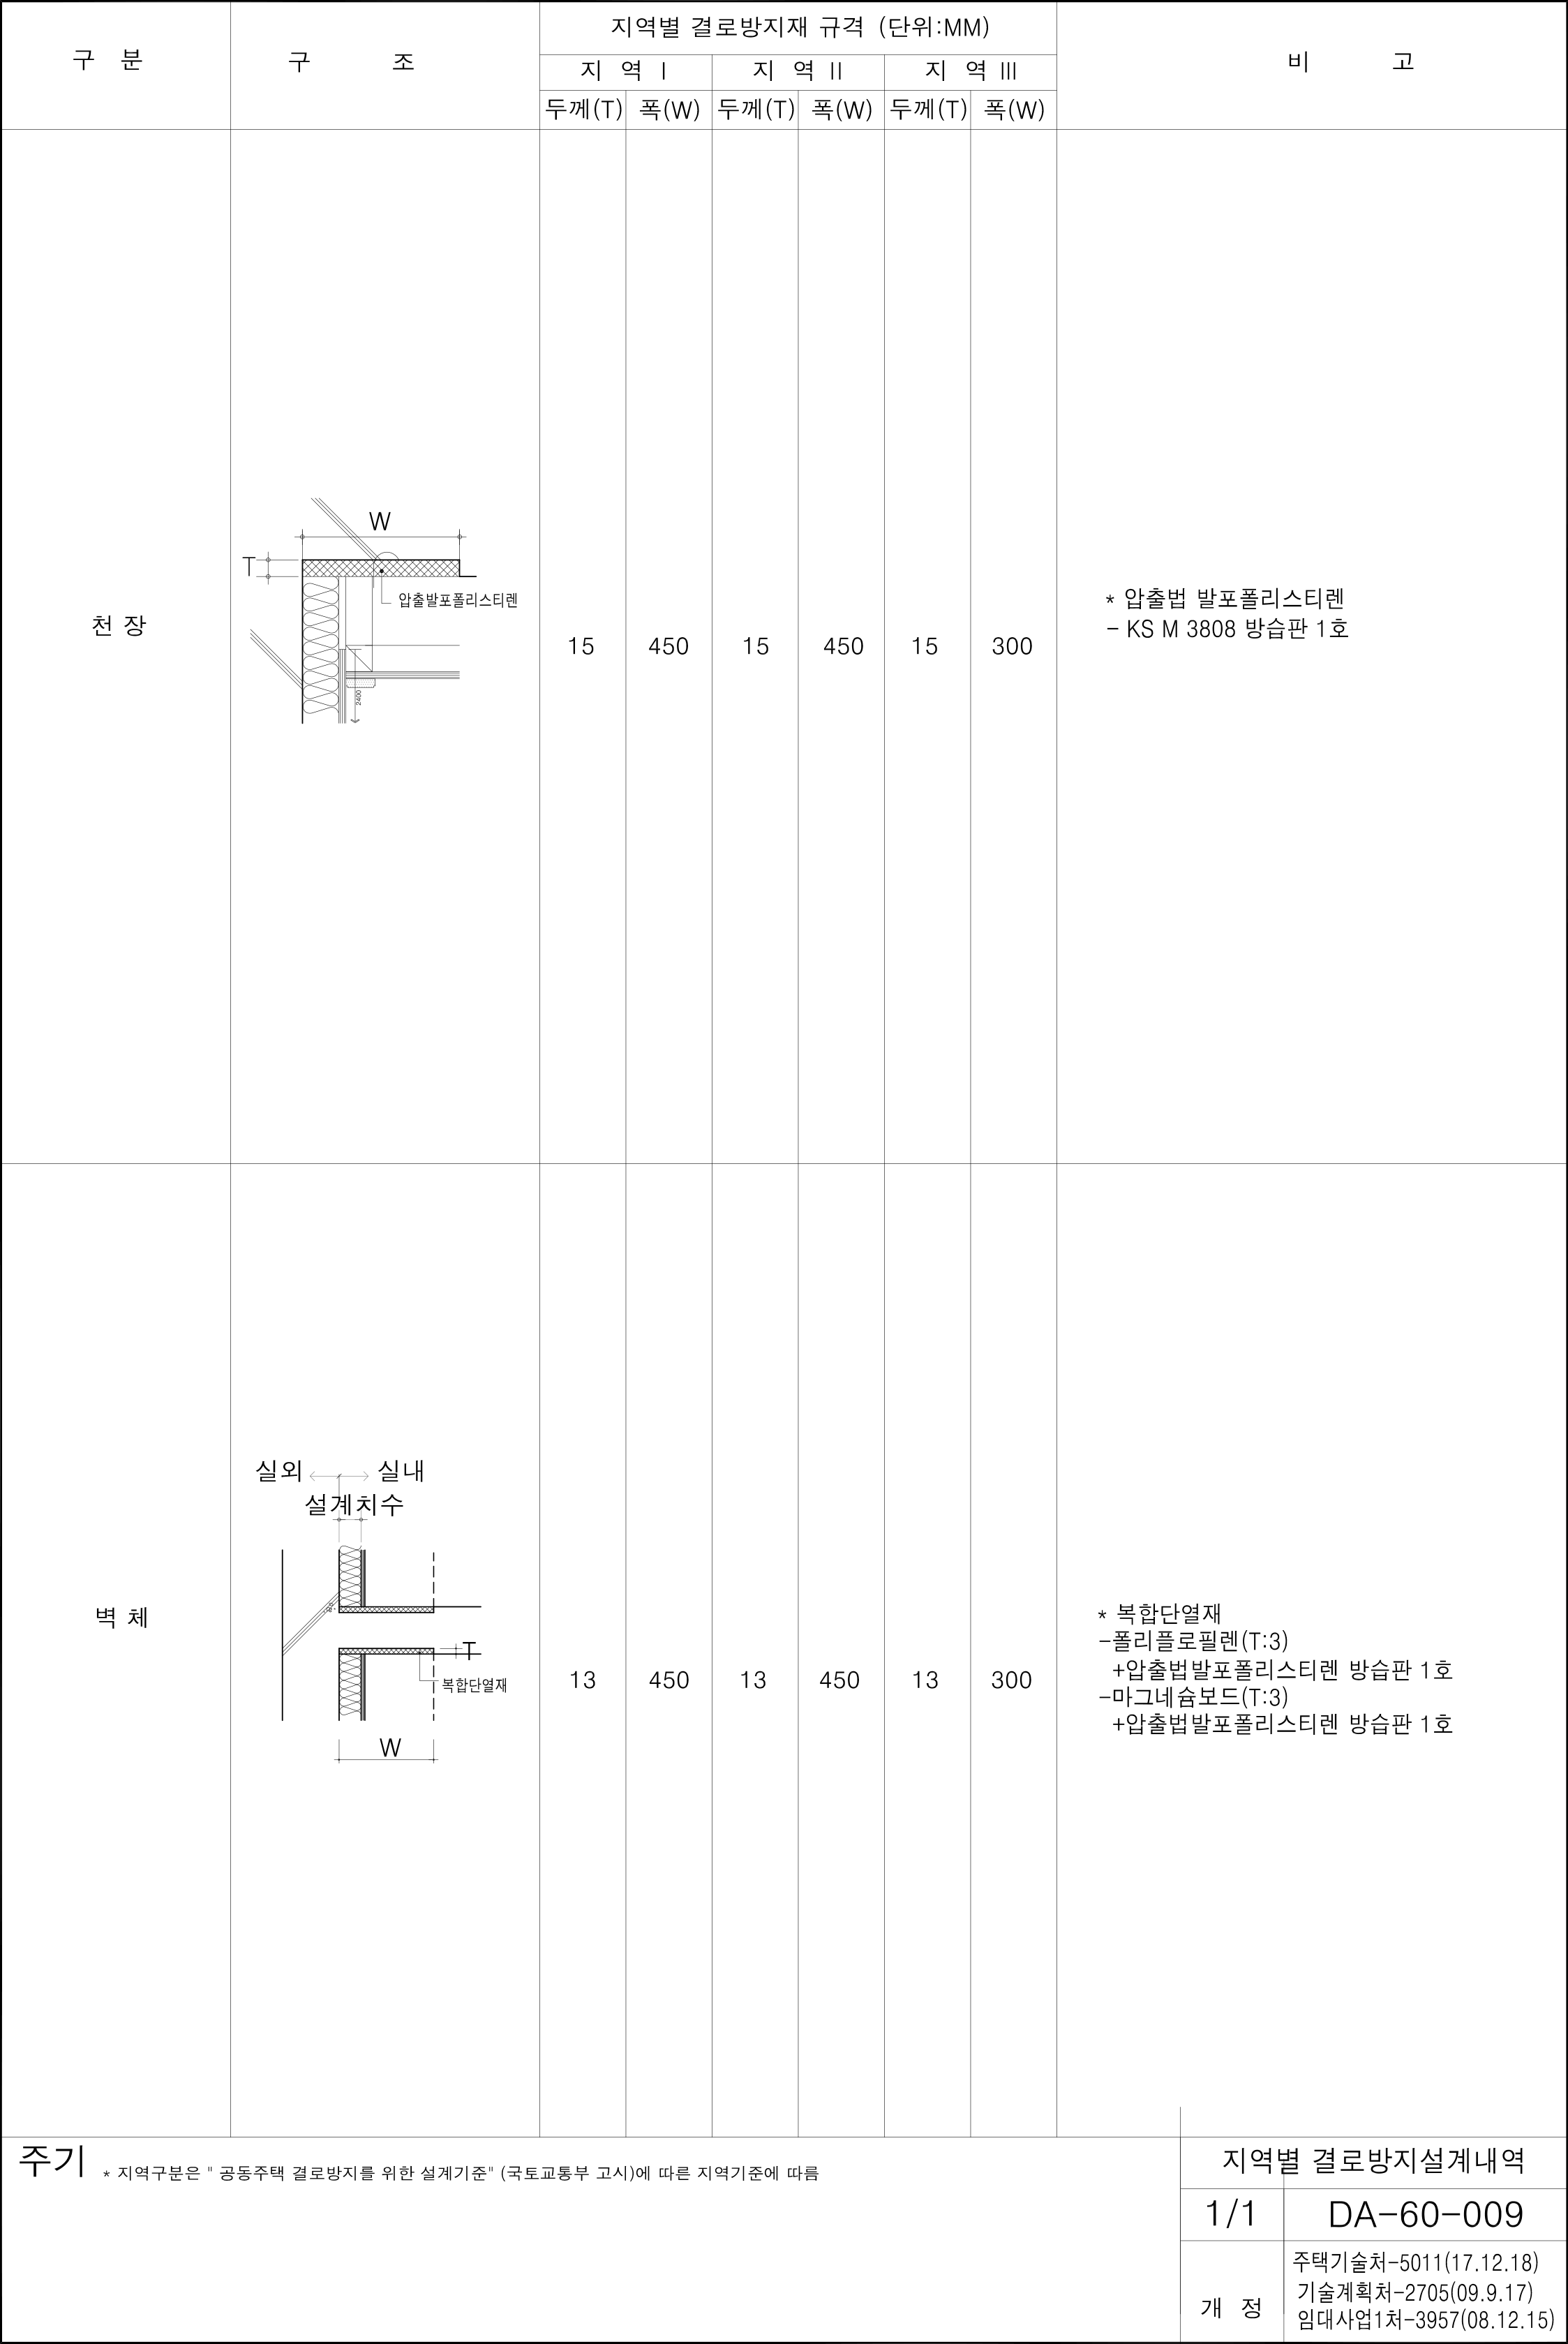 구 분
구 조
지역별 결로방지재 규격 (단위:MM)
비 고
지 역 Ⅰ
지 역 Ⅱ
지 역 Ⅲ
두께(T) 폭(W) 두께(T) 폭(W) 두께(T) 폭(W)
천 장
W
T
압출발포폴리스티렌
2400
15 450 15 450 15 300
* 압출법 발포폴리스티렌
- KS M 3808 방습판 1호
벽 체
실외 실내
설계치수
T
복합단열재
W
13 450 13 450 13 300
* 복합단열재
-폴리플로필렌(T:3)
+압출법발포폴리스티렌 방습판 1호
-마그네슘보드(T:3)
+압출법발포폴리스티렌 방습판 1호
주기
* 지역구분은 " 공동주택 결로방지를 위한 설계기준" (국토교통부 고시)에 따른 지역기준에 따름
지역별 결로방지설계내역
1/1 DA-60-009
개 정
주택기술처-5011(17.12.18)
기술계획처-2705(09.9.17)
임대사업1처-3957(08.12.15)